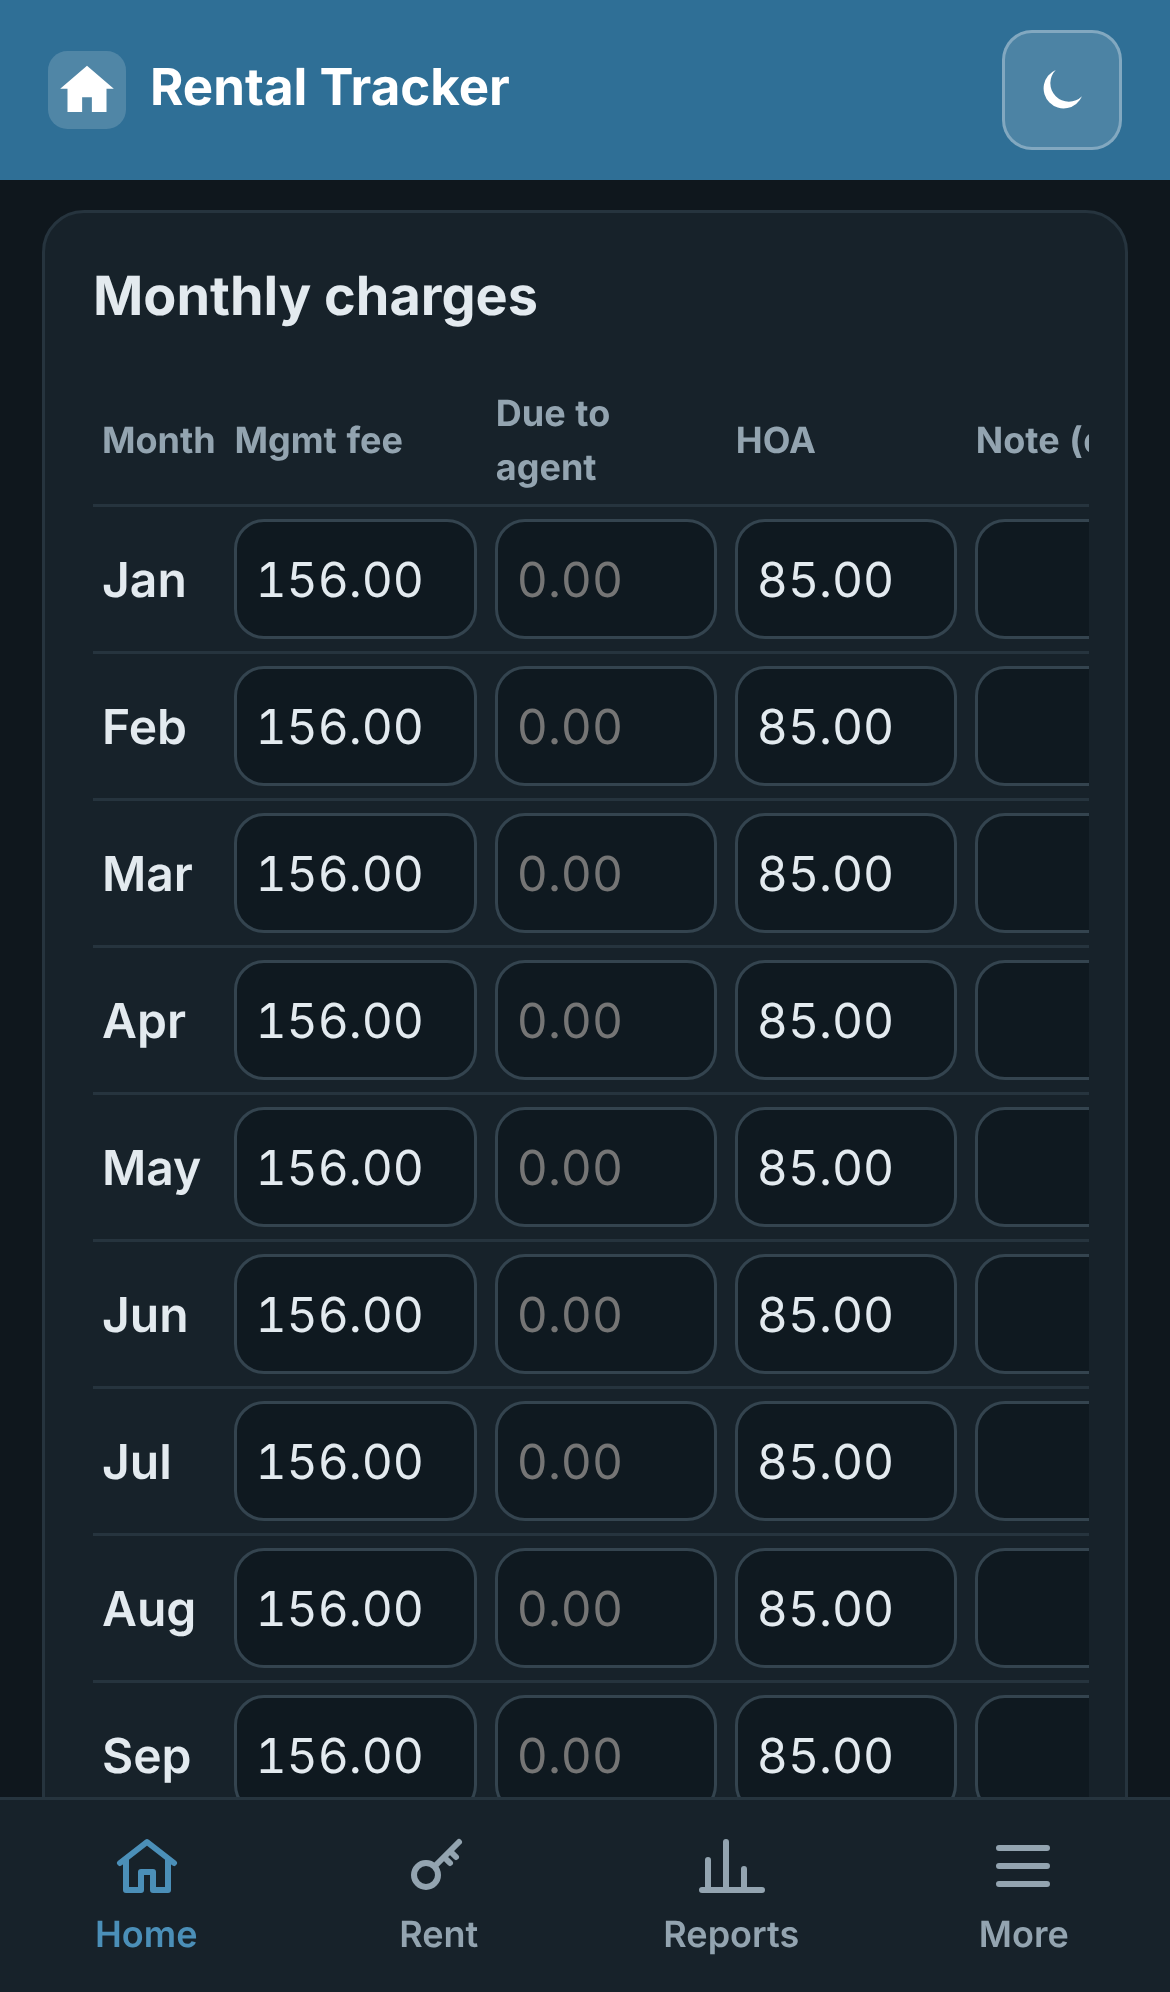 Rental Tracker
Monthly charges
Month Mgmt fee Due to agent HOA Note (
Jan 156.00 0.00 85.00
Feb 156.00 0.00 85.00
Mar 156.00 0.00 85.00
Apr 156.00 0.00 85.00
May 156.00 0.00 85.00
Jun 156.00 0.00 85.00
Jul 156.00 0.00 85.00
Aug 156.00 0.00 85.00
Sep 156.00 0.00 85.00
Home Rent Reports More